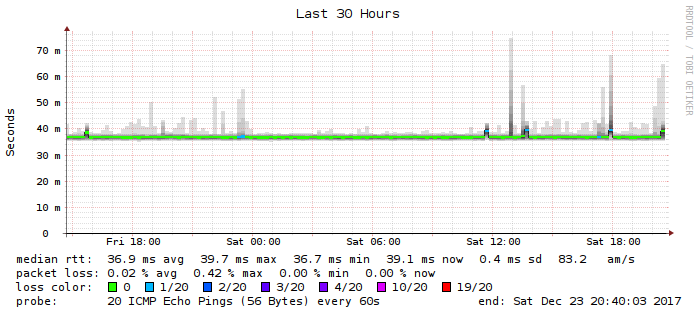 Last 30 Hours
RRDTOOL / TOBI OETIKER
Seconds
70 m
60 m
50 m
40 m
30 m
20 m
10 m
0
Fri 18:00 Sat 00:00 Sat 06:00 Sat 12:00 Sat 18:00
median rtt: 36.9 ms avg 39.7 ms max 36.7 ms min 39.1 ms now 0.4 ms sd 83.2 am/s
packet loss: 0.02 % avg 0.42 % max 0.00 % min 0.00 % now
loss color: 0 1/20 2/20 3/20 4/20 10/20 19/20
probe: 20 ICMP Echo Pings (56 Bytes) every 60s end: Sat Dec 23 20:40:03 2017